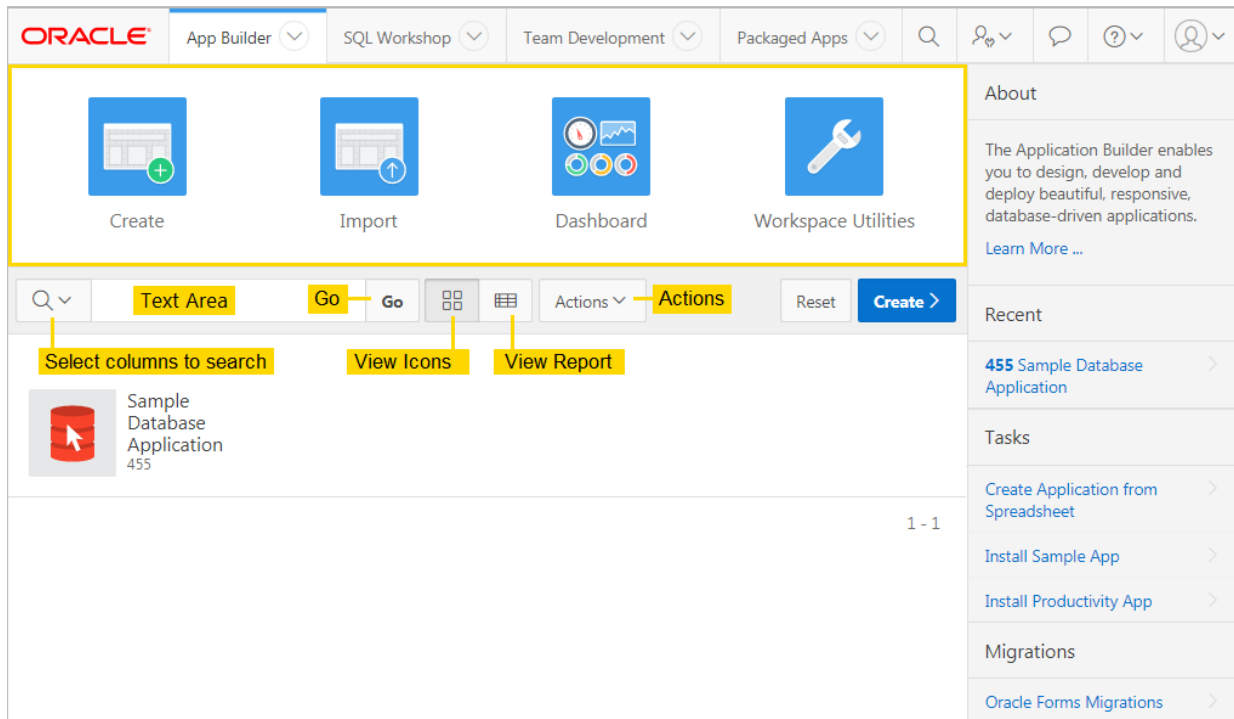 ORACLE
App Builder
SQL Workshop
Team Development
Packaged Apps
Create
Import
Dashboard
Workspace Utilities
Text Area
Go
Go
Actions
Actions
Reset
Create
Select columns to search
View Icons
View Report
Sample
Database
Application
455
1 - 1
About
The Application Builder enables
you to design, develop and
deploy beautiful, responsive,
database-driven applications.
Learn More ...
Recent
455 Sample Database
Application
Tasks
Create Application from
Spreadsheet
Install Sample App
Install Productivity App
Migrations
Oracle Forms Migrations